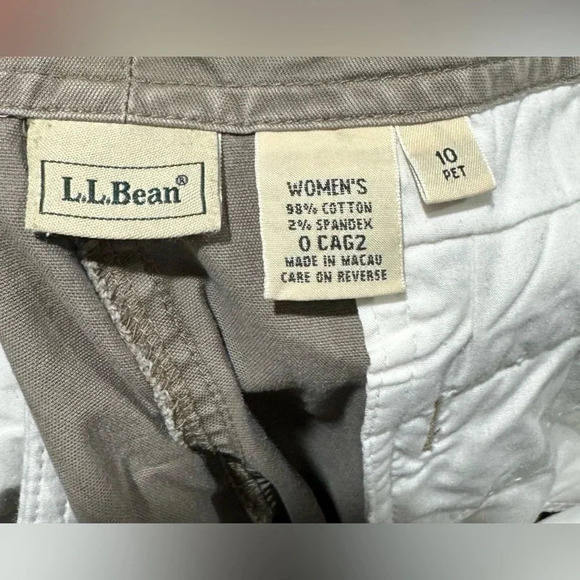 L.L.Bean®
WOMEN'S
98% COTTON
2% SPANDEX
0 CAG2
MADE IN MACAU
CARE ON REVERSE
10
PET